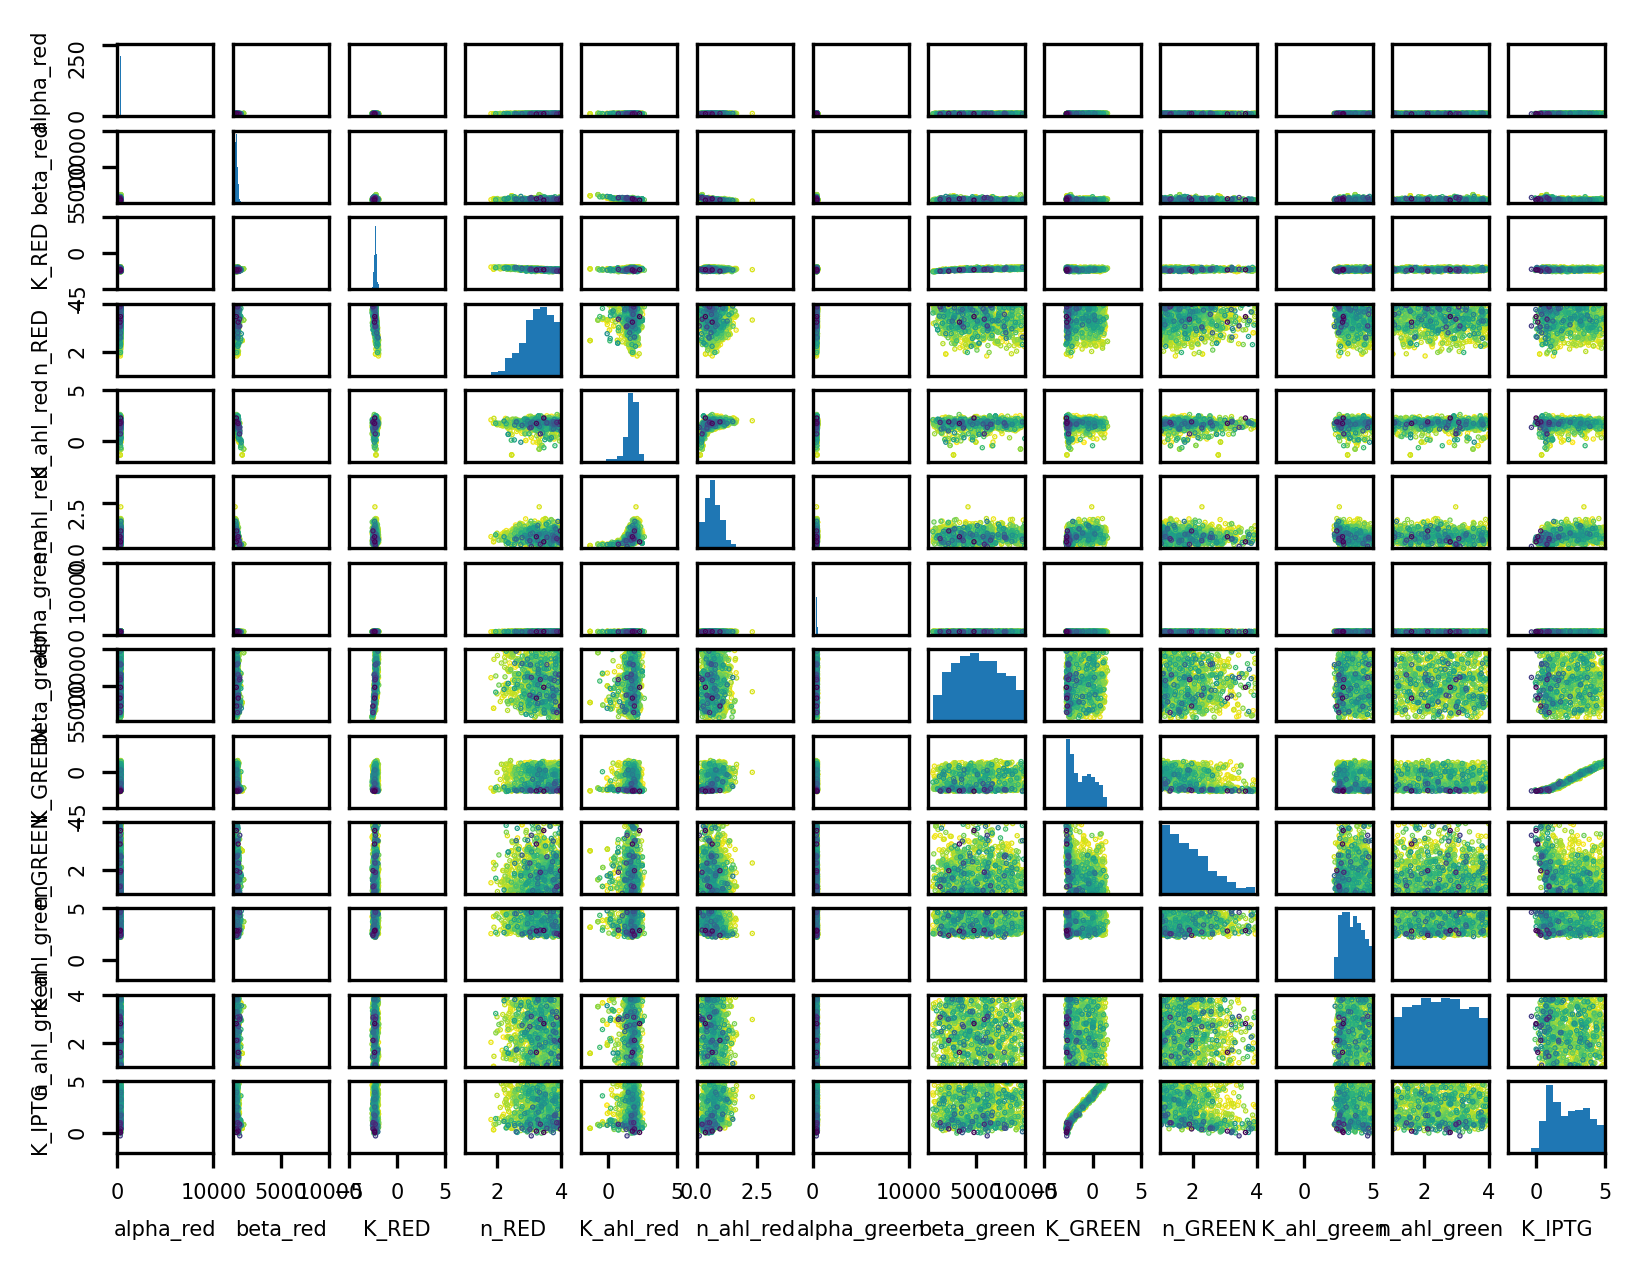 alpha_red
250
0
beta_red
10000
5000
K_RED
5
0
n_RED
4
2
K_ahl_red
5
0
n_ahl_red
2.5
0.0
alpha_green
10000
0
beta_green
10000
5000
K_GREEN
5
0
n_GREEN
4
2
K_ahl_green
5
0
n_ahl_green
4
2
K_IPTG
5
0
0 10000 5000 10000 −5 0 5 2 4 0 5 0.0 2.5 0 10000 5000 10000 −5 0 5 2 4 0 5 2 4 0 5
alpha_red beta_red K_RED n_RED K_ahl_red n_ahl_red alpha_green beta_green K_GREEN n_GREEN K_ahl_green n_ahl_green K_IPTG